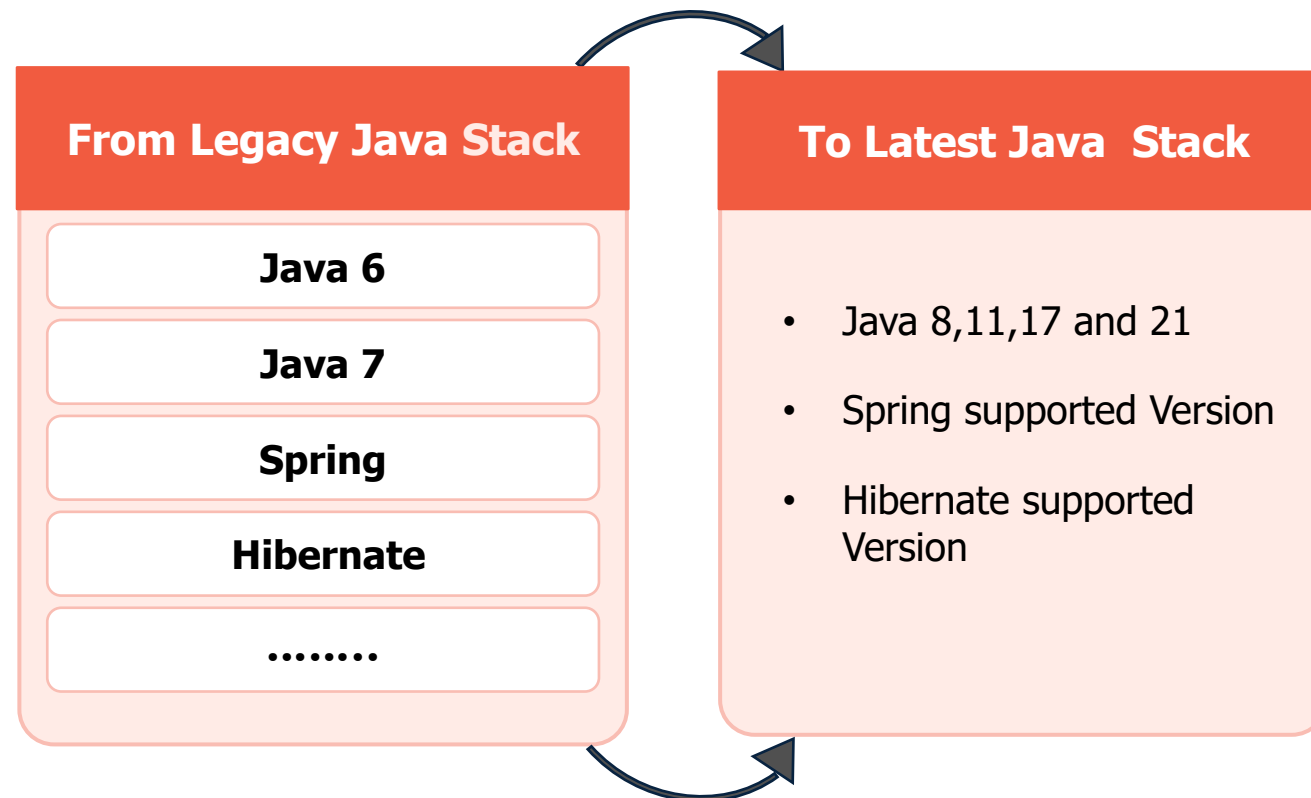 From Legacy Java Stack
Java 6
Java 7
Spring
Hibernate
........
To Latest Java  Stack
• Java 8,11,17 and 21
• Spring supported Version
• Hibernate supported
Version